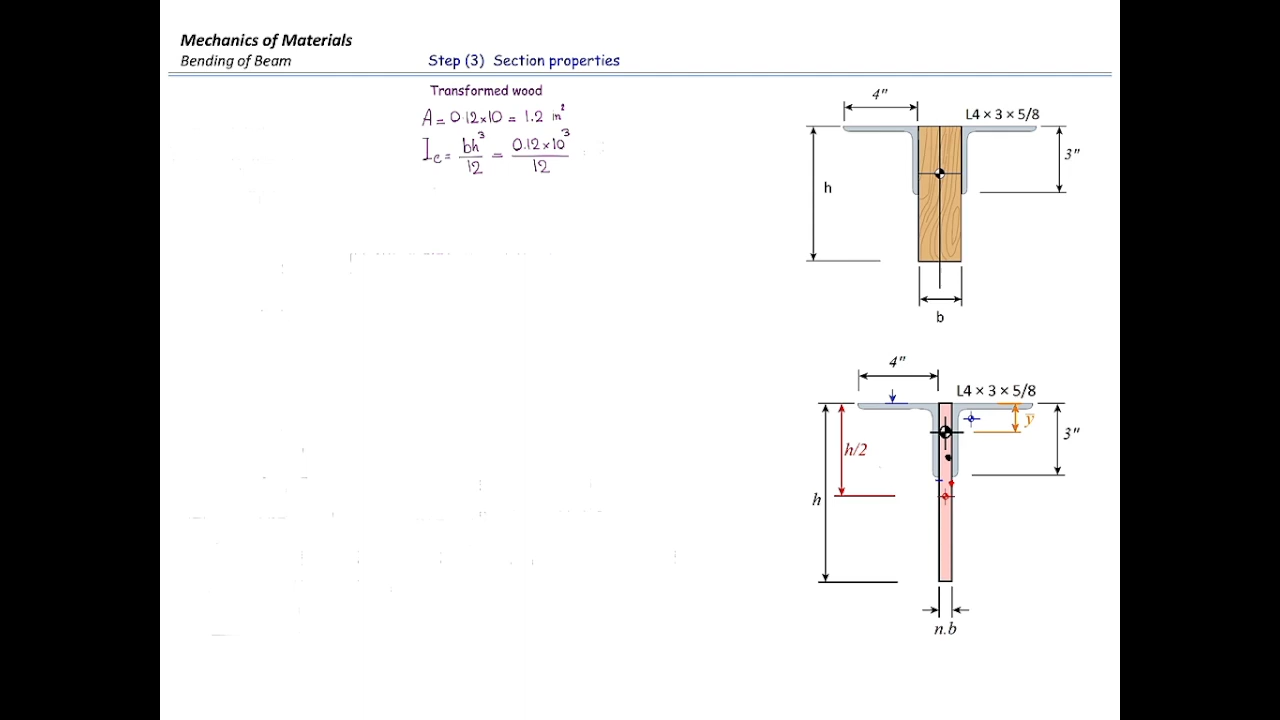 Mechanics of Materials
Bending of Beam
Step (3) Section properties
Transformed wood
A = 0.12×10 = 1.2 in²
I_c = bh³/12 = 0.12×10³/12
4"
L4 × 3 × 5/8
h
3"
b
4"
L4 × 3 × 5/8
h/2
ȳ
3"
h
n.b